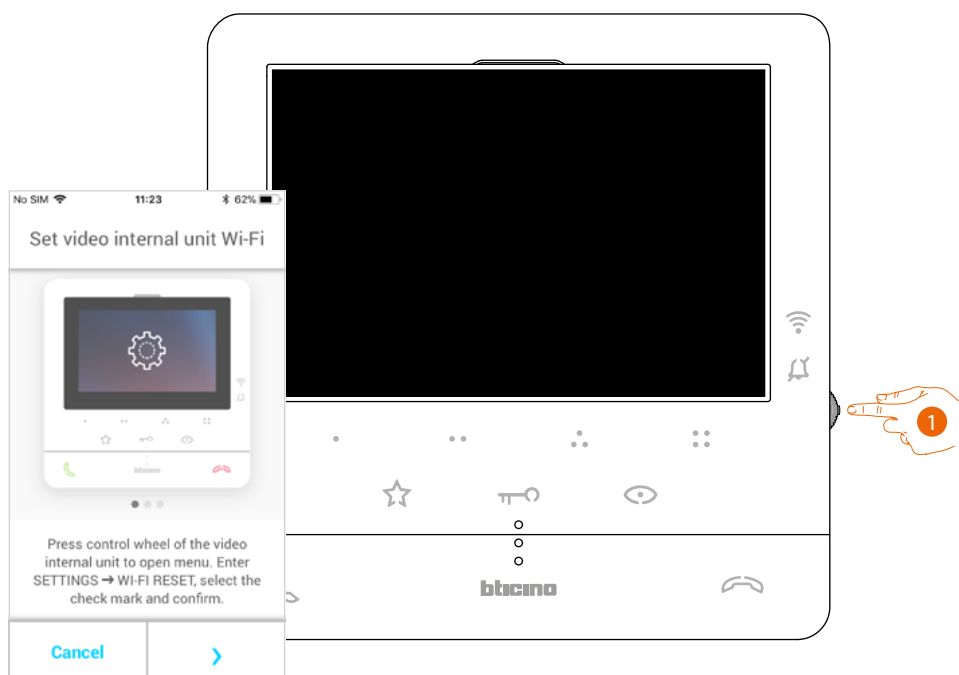 No SIM 11:23 62%
Set video internal unit Wi-Fi
bticino
Press control wheel of the video
internal unit to open menu. Enter
SETTINGS → WI-FI RESET, select the
check mark and confirm.
Cancel
bticino
1